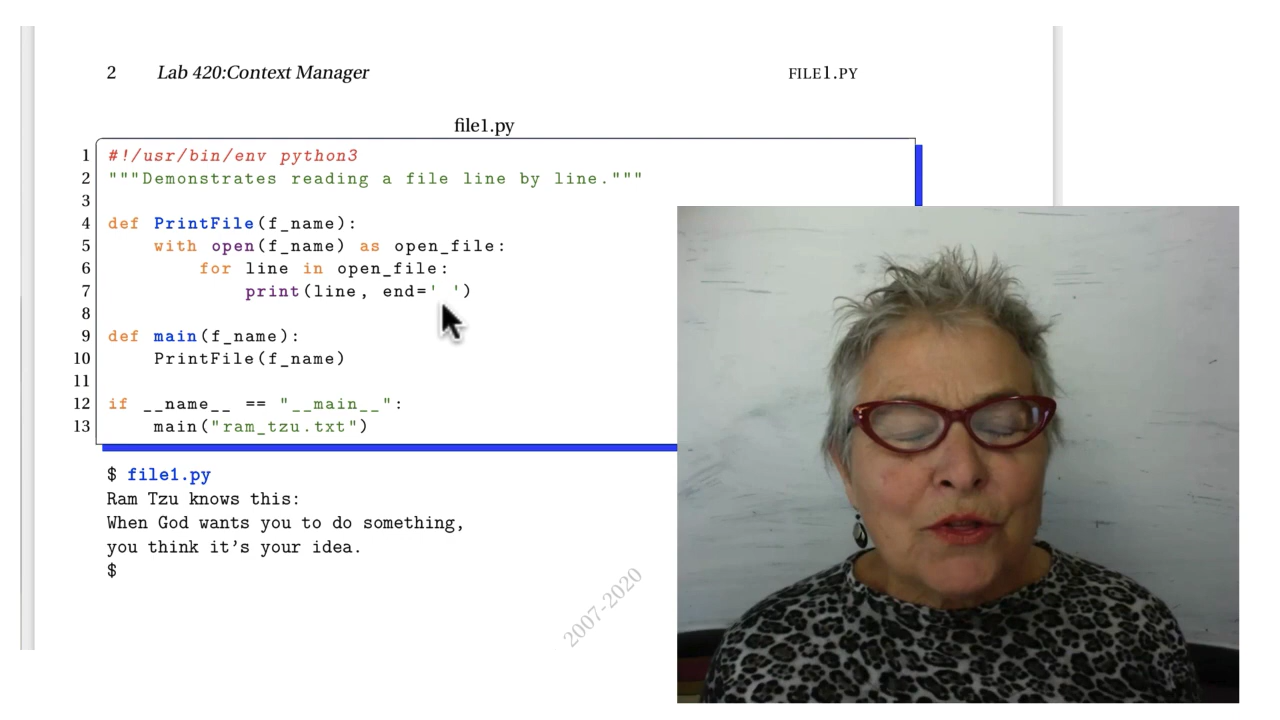 2 Lab 420:Context Manager FILE1.PY
file1.py
1 #!/usr/bin/env python3
2 """Demonstrates reading a file line by line."""
3
4 def PrintFile(f_name):
5     with open(f_name) as open_file:
6         for line in open_file:
7             print(line, end=' ')
8
9 def main(f_name):
10     PrintFile(f_name)
11
12 if __name__ == "__main__":
13     main("ram_tzu.txt")
$ file1.py
Ram Tzu knows this:
When God wants you to do something,
you think it's your idea.
$
2007-2020